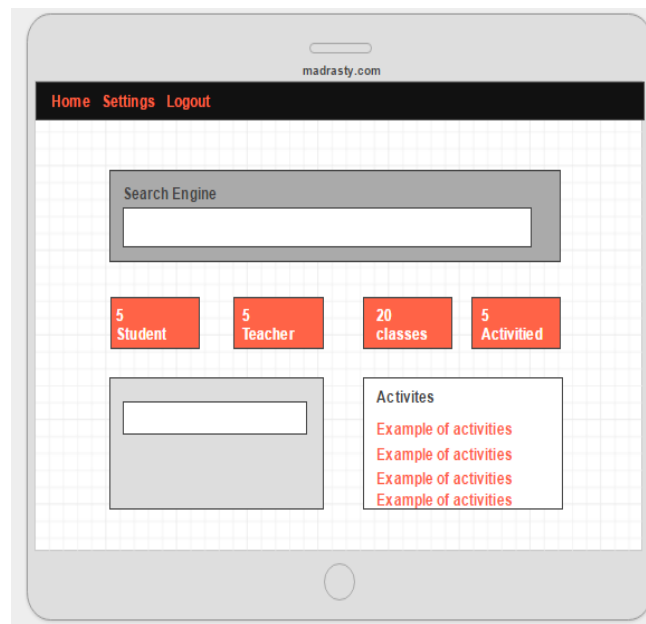 madrasty.com
Home Settings Logout
Search Engine
5
Student
5
Teacher
20
classes
5
Activitied
Activites
Example of activities
Example of activities
Example of activities
Example of activities